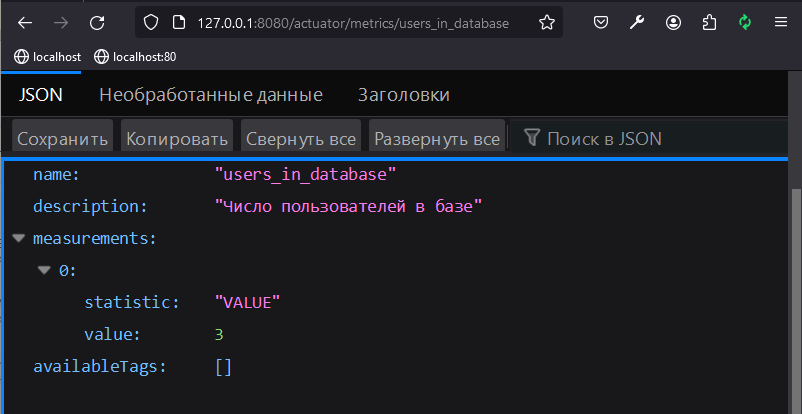 127.0.0.1:8080/actuator/metrics/users_in_database
localhost localhost:80
JSON Необработанные данные Заголовки
Сохранить Копировать Свернуть все Развернуть все Поиск в JSON
name: "users_in_database"
description: "Число пользователей в базе"
measurements:
0:
statistic: "VALUE"
value: 3
availableTags: []